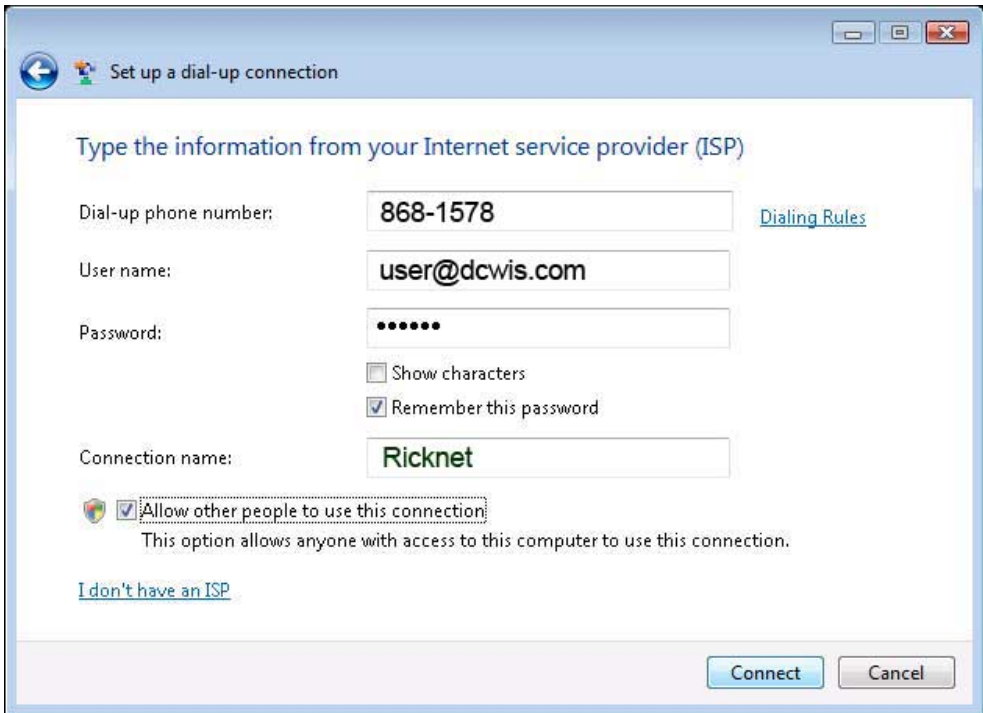 Set up a dial-up connection
Type the information from your Internet service provider (ISP)
Dial-up phone number: 868-1578 Dialing Rules
User name: user@dcwis.com
Password: ••••••
Show characters
Remember this password
Connection name: Ricknet
Allow other people to use this connection
This option allows anyone with access to this computer to use this connection.
I don't have an ISP
Connect Cancel